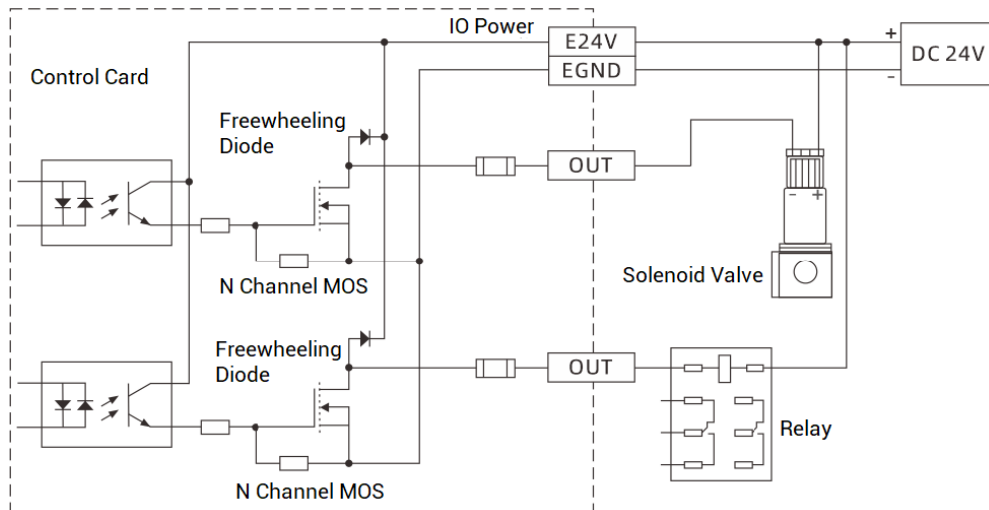 IO Power
E24V
+
DC 24V
Control Card
EGND
-
Freewheeling
Diode
OUT
- +
Solenoid Valve
N Channel MOS
Freewheeling
Diode
OUT
Relay
N Channel MOS